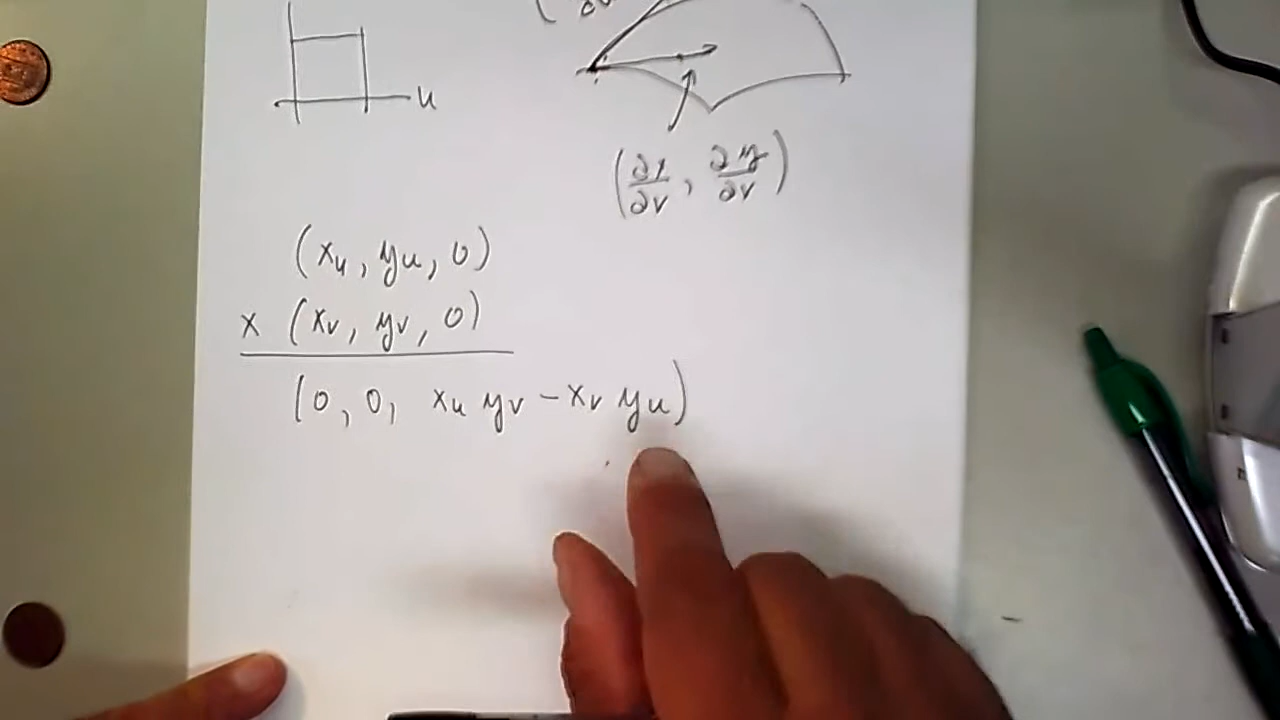 u
(∂x/∂v, ∂y/∂v)
(xu, yu, 0)
x (xv, yv, 0)
(0, 0, xu yv - xv yu)